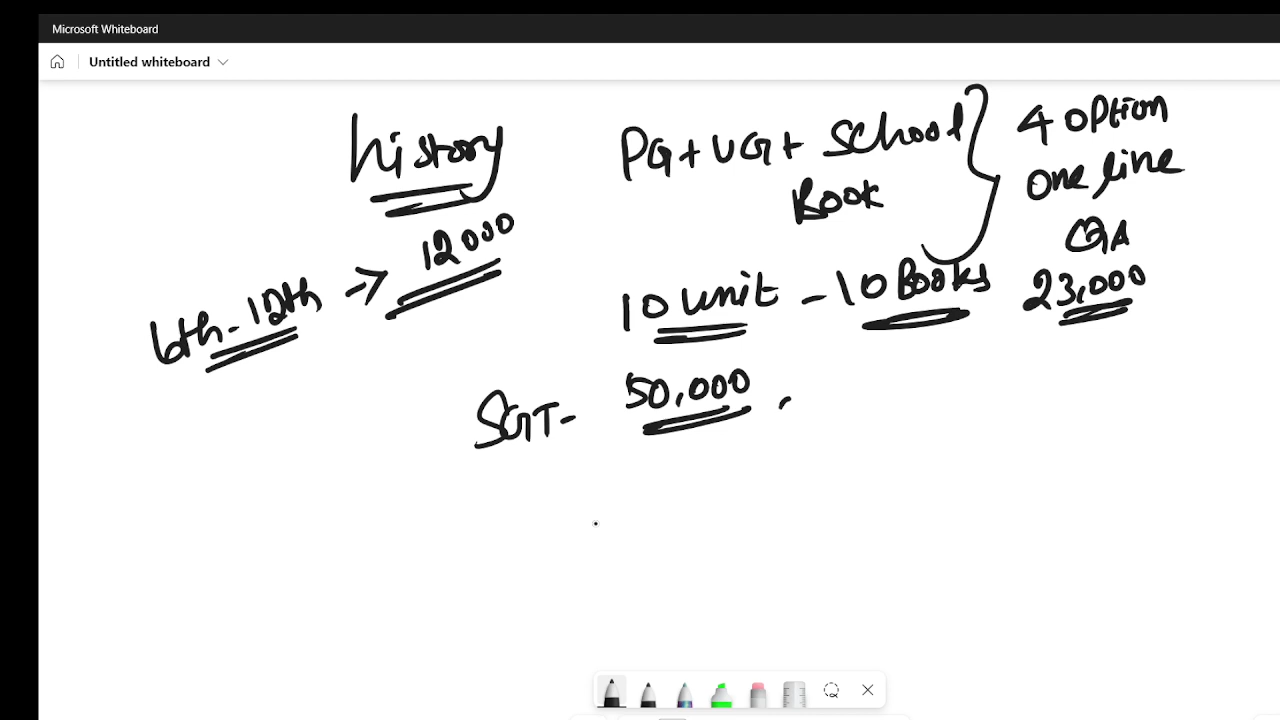 Microsoft Whiteboard
Untitled whiteboard
history
12000
6th - 12th →
PG + UG + School
Book
4 option
one line
QA
10 unit - 10 Books
23,000
SGT - 50,000